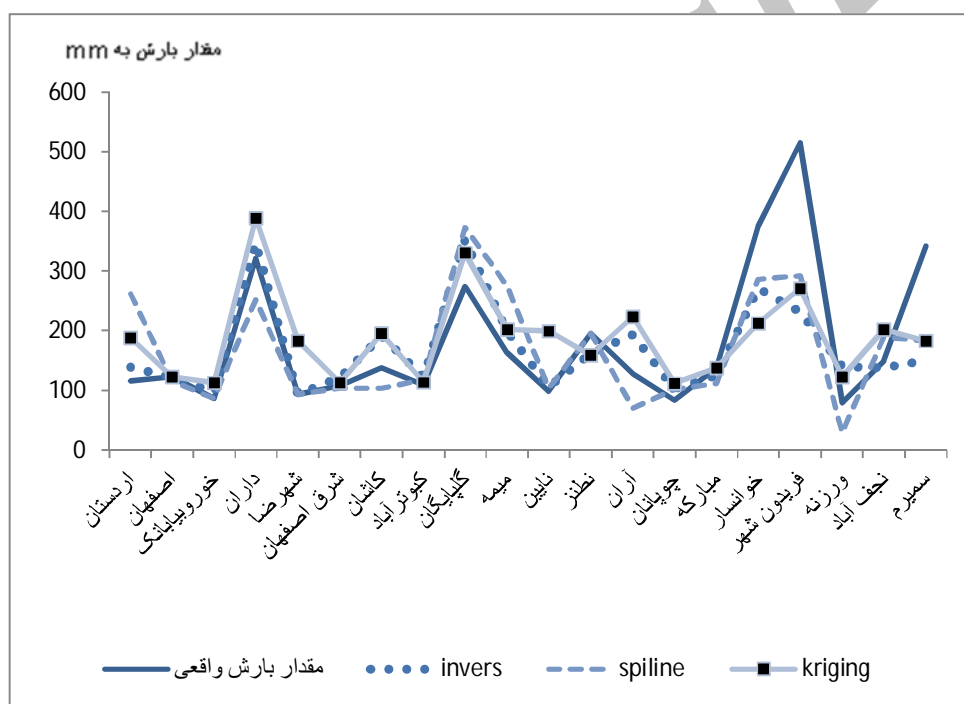 مقدار بارش به mm
600
500
400
300
200
100
0
اردستان
اصفهان
خوروبیابانک
داران
شهرضا
شرق اصفهان
کاشان
کبوترآباد
گلپایگان
میمه
نایین
نطنز
آران
چوپانان
مبارکه
خوانسار
فریدون شهر
ورزنه
نجف آباد
سمیرم
مقدار بارش واقعی
invers
spiline
kriging